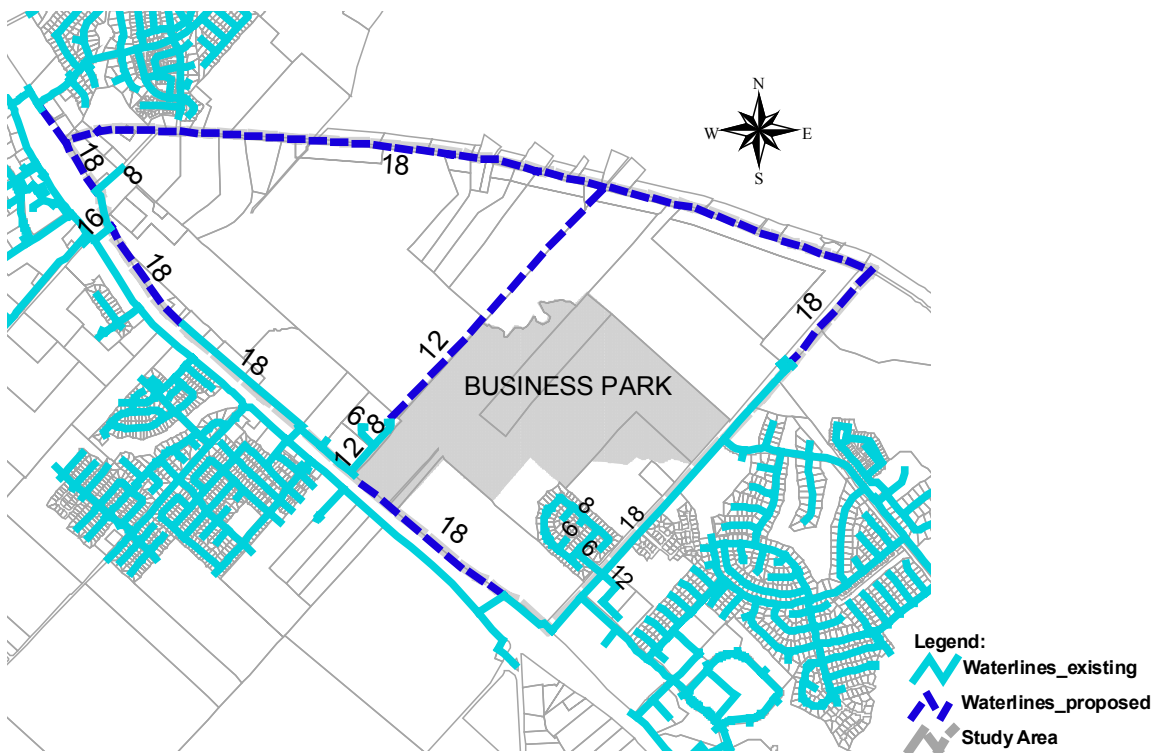 N
W E
S
18
8
18
16
18
18
18
12
BUSINESS PARK
6
8
12
18
8
6
6
18
12
Legend:
Waterlines_existing
Waterlines_proposed
Study Area